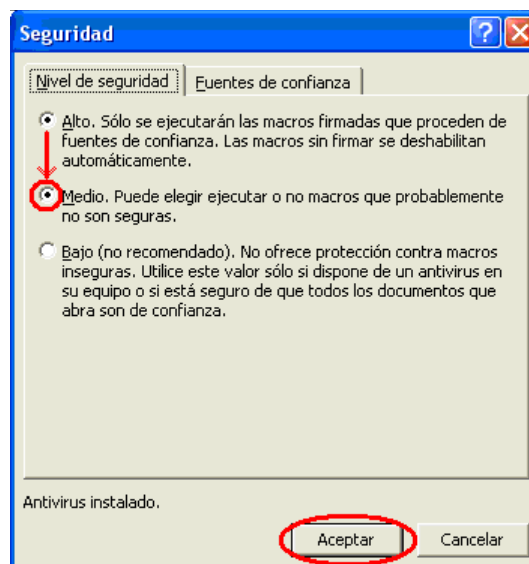 Seguridad
Nivel de seguridad
Fuentes de confianza
Alto. Sólo se ejecutarán las macros firmadas que proceden de
fuentes de confianza. Las macros sin firmar se deshabilitan
automáticamente.
Medio. Puede elegir ejecutar o no macros que probablemente
no son seguras.
Bajo (no recomendado). No ofrece protección contra macros
inseguras. Utilice este valor sólo si dispone de un antivirus en
su equipo o si está seguro de que todos los documentos que
abra son de confianza.
Antivirus instalado.
Aceptar
Cancelar